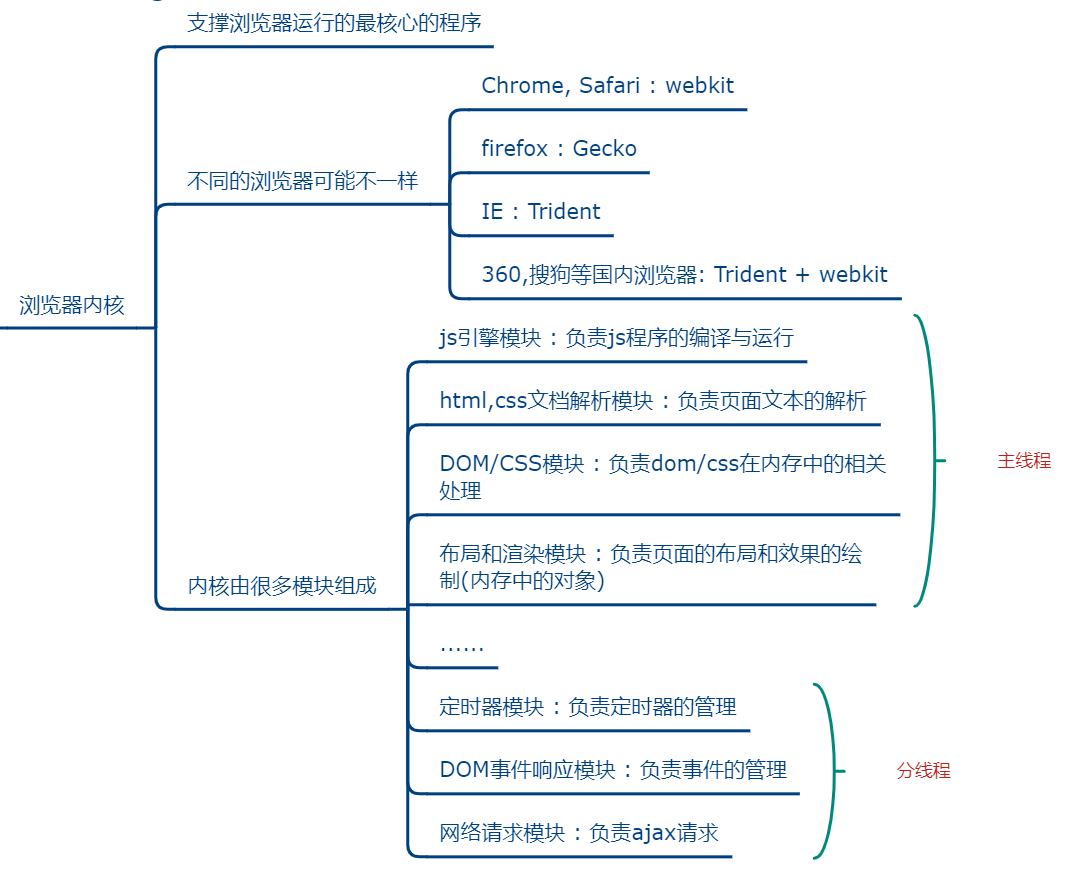 支撑浏览器运行的最核心的程序
Chrome, Safari : webkit
firefox : Gecko
不同的浏览器可能不一样
IE : Trident
360,搜狗等国内浏览器: Trident + webkit
浏览器内核
js引擎模块 : 负责js程序的编译与运行
html,css文档解析模块 : 负责页面文本的解析
DOM/CSS模块 : 负责dom/css在内存中的相关
处理
主线程
布局和渲染模块 : 负责页面的布局和效果的绘
制(内存中的对象)
内核由很多模块组成
……
定时器模块 : 负责定时器的管理
DOM事件响应模块 : 负责事件的管理
分线程
网络请求模块 : 负责ajax请求